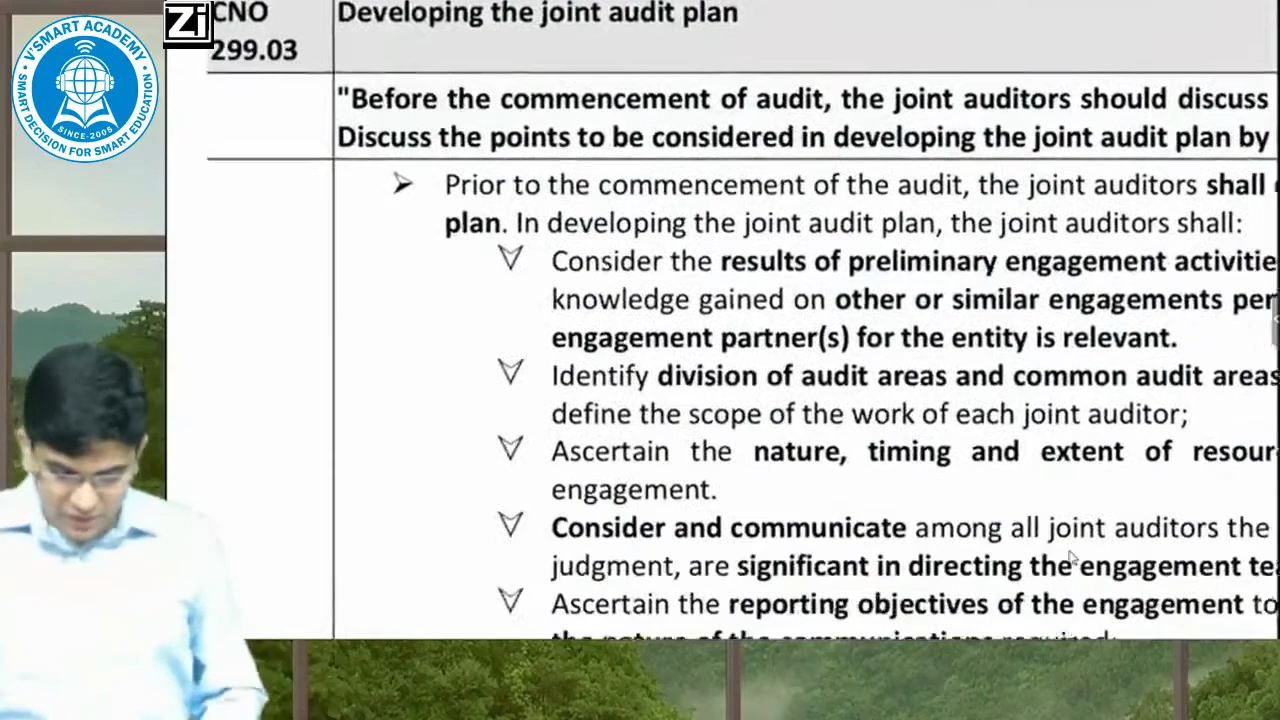 V'SMART ACADEMY
SMART DECISION FOR SMART EDUCATION
SINCE-2005
Zj
CNO
299.03
Developing the joint audit plan
"Before the commencement of audit, the joint auditors should discuss
Discuss the points to be considered in developing the joint audit plan by
Prior to the commencement of the audit, the joint auditors shall
plan. In developing the joint audit plan, the joint auditors shall:
Consider the results of preliminary engagement activitie
knowledge gained on other or similar engagements per
engagement partner(s) for the entity is relevant.
Identify division of audit areas and common audit areas
define the scope of the work of each joint auditor;
Ascertain the nature, timing and extent of resour
engagement.
Consider and communicate among all joint auditors the
judgment, are significant in directing the engagement te
Ascertain the reporting objectives of the engagement to